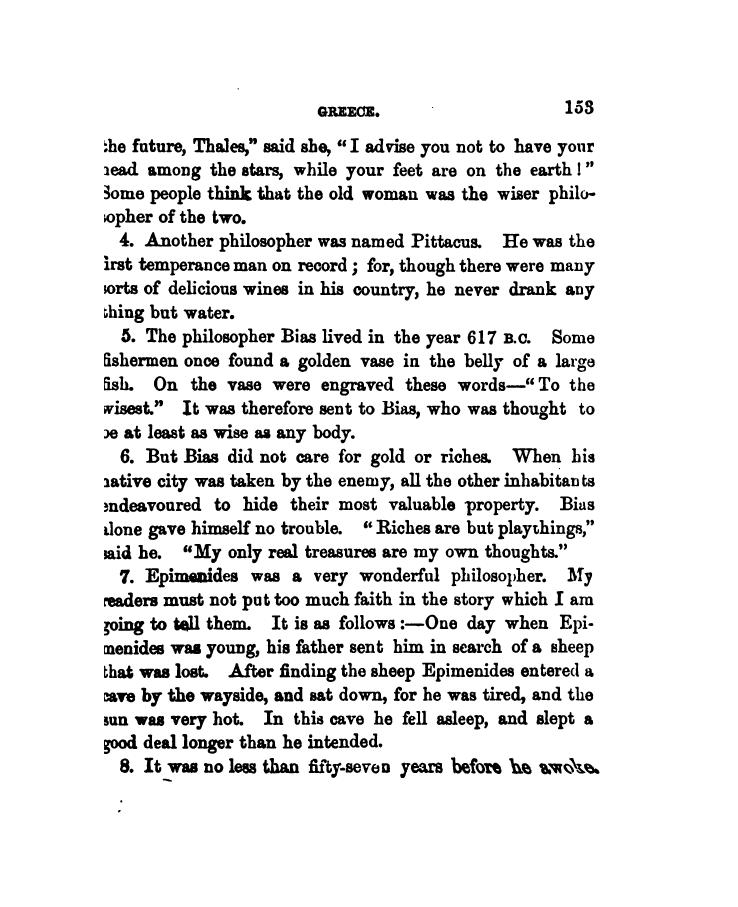 GREECE. 153
the future, Thales," said she, "I advise you not to have your
head among the stars, while your feet are on the earth!"
Some people think that the old woman was the wiser philo-
sopher of the two.
4. Another philosopher was named Pittacus. He was the
first temperance man on record; for, though there were many
sorts of delicious wines in his country, he never drank any
thing but water.
5. The philosopher Bias lived in the year 617 B.C. Some
fishermen once found a golden vase in the belly of a large
fish. On the vase were engraved these words—"To the
wisest." It was therefore sent to Bias, who was thought to
be at least as wise as any body.
6. But Bias did not care for gold or riches. When his
native city was taken by the enemy, all the other inhabitants
endeavoured to hide their most valuable property. Bias
alone gave himself no trouble. "Riches are but playthings,"
said he. "My only real treasures are my own thoughts."
7. Epimenides was a very wonderful philosopher. My
readers must not put too much faith in the story which I am
going to tell them. It is as follows:—One day when Epi-
menides was young, his father sent him in search of a sheep
that was lost. After finding the sheep Epimenides entered a
cave by the wayside, and sat down, for he was tired, and the
sun was very hot. In this cave he fell asleep, and slept a
good deal longer than he intended.
8. It was no less than fifty-seven years before he awoke.